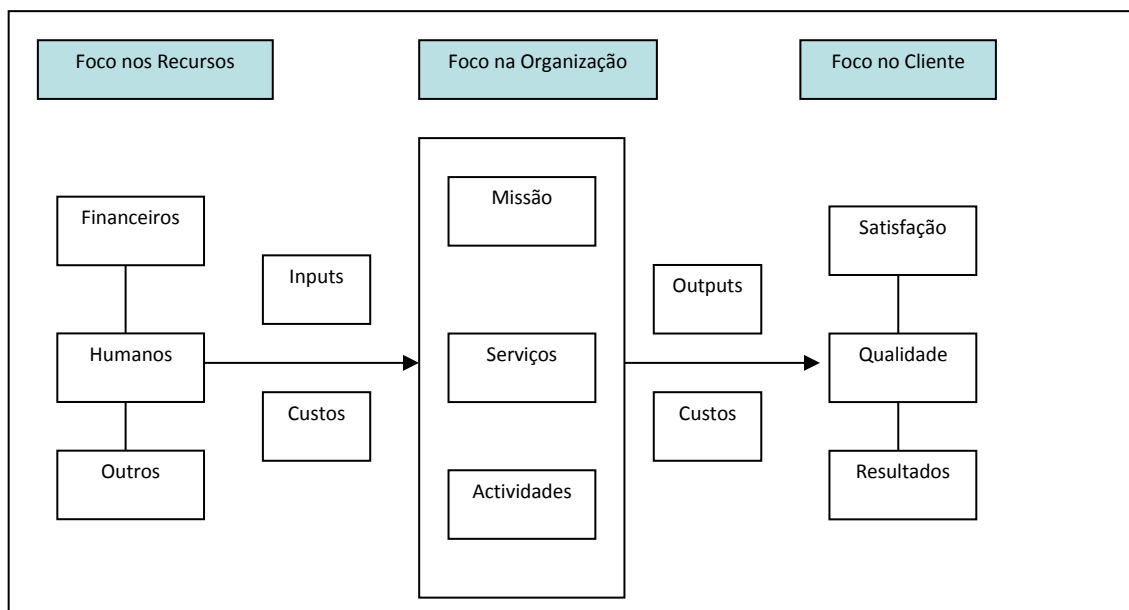 Foco nos Recursos
Foco na Organização
Foco no Cliente
Financeiros
Humanos
Outros
Inputs
Custos
Missão
Serviços
Actividades
Outputs
Custos
Satisfação
Qualidade
Resultados